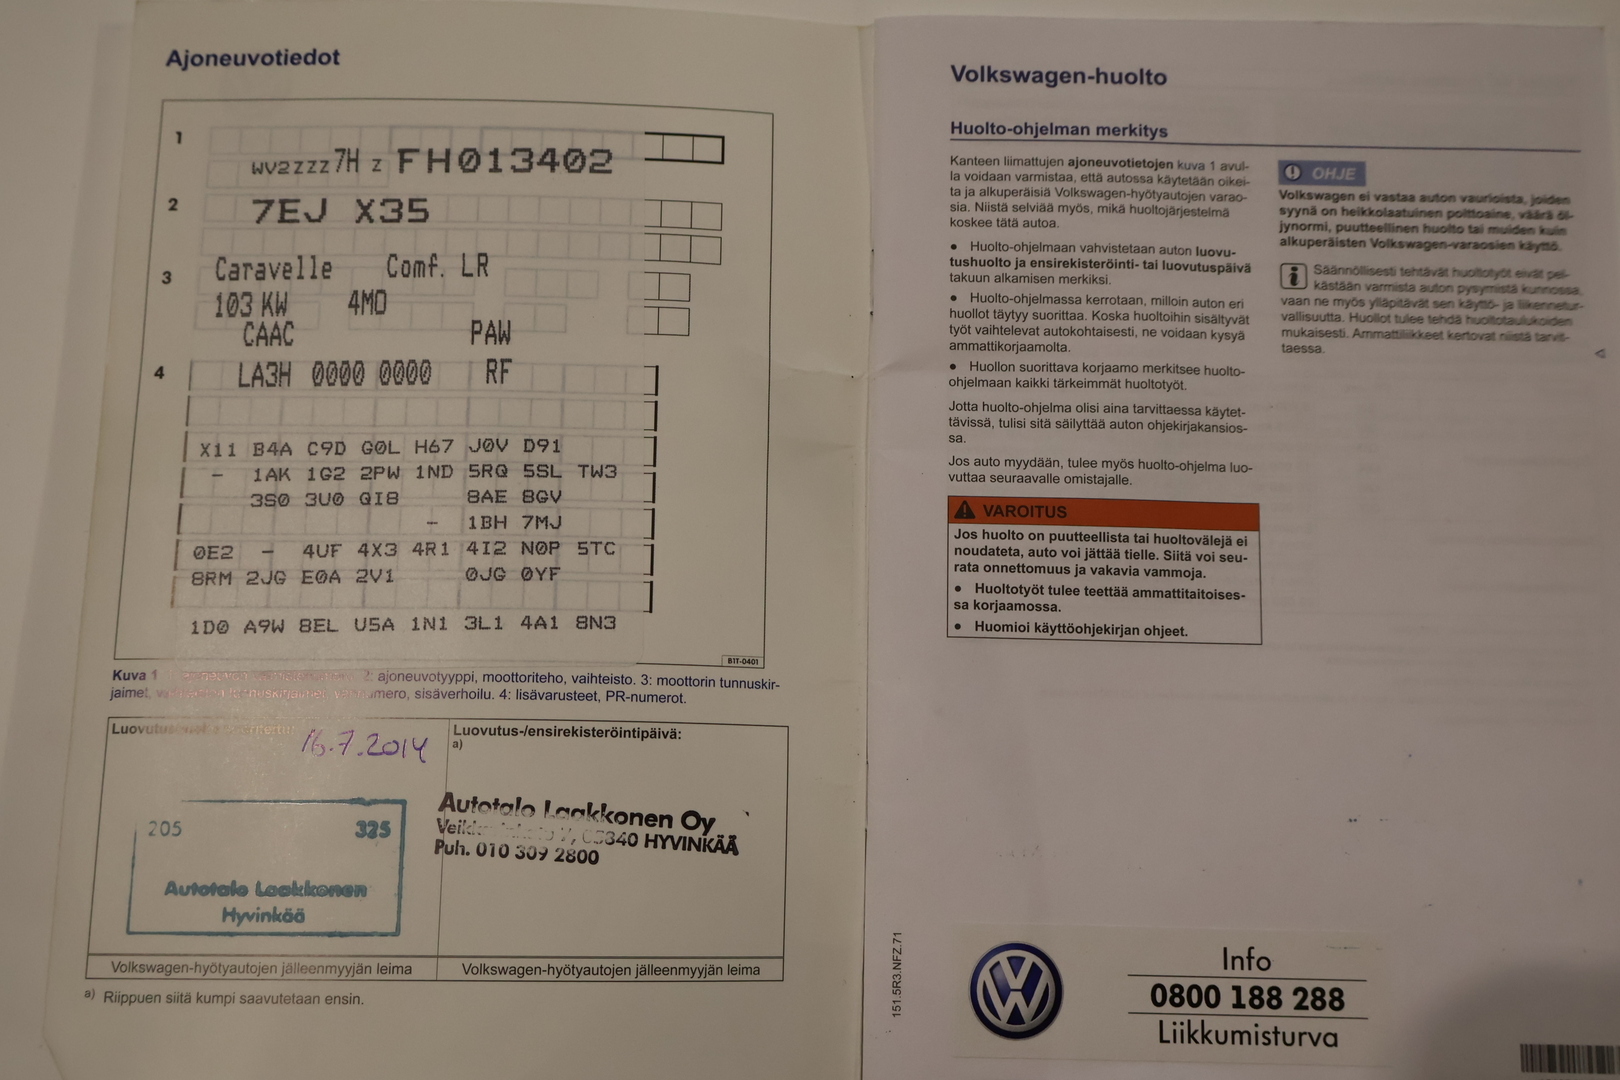 Ajoneuvotiedot
1
WV2ZZZ7H Z FH013402
2
7EJ X35
3
Caravelle Comf. LR
103 KW 4MO
CAAC PAW
4
LA3H 0000 0000 RF
X11 B4A C9D G0L H67 J0V D91
- 1AK 1G2 2PW 1ND 5RQ 5SL TW3
3S0 3U0 QI8 8AE 8GV
- 1BH 7MJ
0E2 - 4UF 4X3 4R1 4I2 N0P 5TC
8RM 2JG E0A 2V1 0JG 0YF
1D0 A9W 8EL U5A 1N1 3L1 4A1 8N3
B1T-0401
Kuva 1 2: ajoneuvotyyppi, moottoriteho, vaihteisto. 3: moottorin tunnuskir-
jaimet, sisäverhoilu. 4: lisävarusteet, PR-numerot.
16.7.2014
Luovutus-/ensirekisteröintipäivä:
a)
205 325
Autotalo Laakkonen
Hyvinkää
Autotalo Laakkonen Oy
HYVINKÄÄ
Puh. 010 309 2800
Volkswagen-hyötyautojen jälleenmyyjän leima
Volkswagen-hyötyautojen jälleenmyyjän leima
a) Riippuen siitä kumpi saavutetaan ensin.
Volkswagen-huolto
Huolto-ohjelman merkitys
Kanteen liimattujen ajoneuvotietojen kuva 1 avul-
la voidaan varmistaa, että autossa käytetään oikei-
ta ja alkuperäisiä Volkswagen-hyötyautojen varao-
sia. Niistä selviää myös, mikä huoltojärjestelmä
koskee tätä autoa.
• Huolto-ohjelmaan vahvistetaan auton luovu-
tushuolto ja ensirekisteröinti- tai luovutuspäivä
takuun alkamisen merkiksi.
• Huolto-ohjelmassa kerrotaan, milloin auton eri
huollot täytyy suorittaa. Koska huoltoihin sisältyvät
työt vaihtelevat autokohtaisesti, ne voidaan kysyä
ammattikorjaamolta.
• Huollon suorittava korjaamo merkitsee huolto-
ohjelmaan kaikki tärkeimmät huoltotyöt.
Jotta huolto-ohjelma olisi aina tarvittaessa käytet-
tävissä, tulisi sitä säilyttää auton ohjekirjakansios-
sa.
Jos auto myydään, tulee myös huolto-ohjelma luo-
vuttaa seuraavalle omistajalle.
VAROITUS
Jos huolto on puutteellista tai huoltovälejä ei
noudateta, auto voi jättää tielle. Siitä voi seu-
rata onnettomuus ja vakavia vammoja.
• Huoltotyöt tulee teettää ammattitaitoises-
sa korjaamossa.
• Huomioi käyttöohjekirjan ohjeet.
OHJE
Volkswagen ei vastaa auton vaurioista, joiden
syynä on heikkolaatuinen polttoaine, väärä öl-
jynormi, puutteellinen huolto tai muiden kuin
alkuperäisten Volkswagen-varaosien käyttö.
Säännöllisesti tehtävät huoltotyöt eivät pel-
kästään varmista auton pysymistä kunnossa,
vaan ne myös ylläpitävät sen käyttö- ja liikennetur-
vallisuutta. Huollot tulee tehdä huoltotaulukoiden
mukaisesti. Ammattiliikkeet kertovat niistä tarvit-
taessa.
151.5R3.NFZ.71
Info
0800 188 288
Liikkumisturva